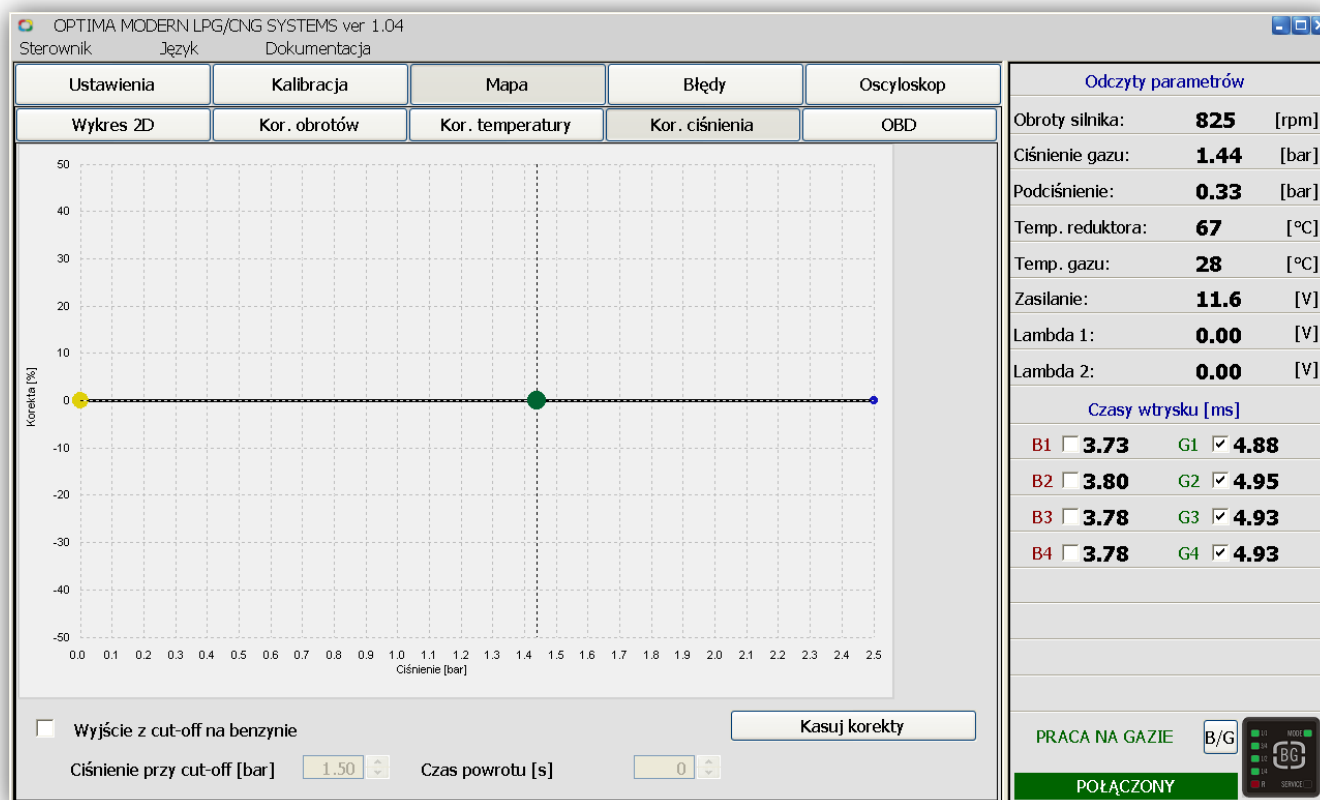 OPTIMA MODERN LPG/CNG SYSTEMS ver 1.04
Sterownik Język Dokumentacja
Ustawienia Kalibracja Mapa Błędy Oscyloskop
Wykres 2D Kor. obrotów Kor. temperatury Kor. ciśnienia OBD
50
40
30
20
10
0
-10
-20
-30
-40
-50
Korekta [%]
0.0 0.1 0.2 0.3 0.4 0.5 0.6 0.7 0.8 0.9 1.0 1.1 1.2 1.3 1.4 1.5 1.6 1.7 1.8 1.9 2.0 2.1 2.2 2.3 2.4 2.5
Ciśnienie [bar]
Wyjście z cut-off na benzynie
Kasuj korekty
Ciśnienie przy cut-off [bar] 1.50 Czas powrotu [s] 0
Odczyty parametrów
Obroty silnika: 825 [rpm]
Ciśnienie gazu: 1.44 [bar]
Podciśnienie: 0.33 [bar]
Temp. reduktora: 67 [°C]
Temp. gazu: 28 [°C]
Zasilanie: 11.6 [V]
Lambda 1: 0.00 [V]
Lambda 2: 0.00 [V]
Czasy wtrysku [ms]
B1 3.73 G1 4.88
B2 3.80 G2 4.95
B3 3.78 G3 4.93
B4 3.78 G4 4.93
PRACA NA GAZIE B/G
POŁĄCZONY
MODE
BG
R SERVICE